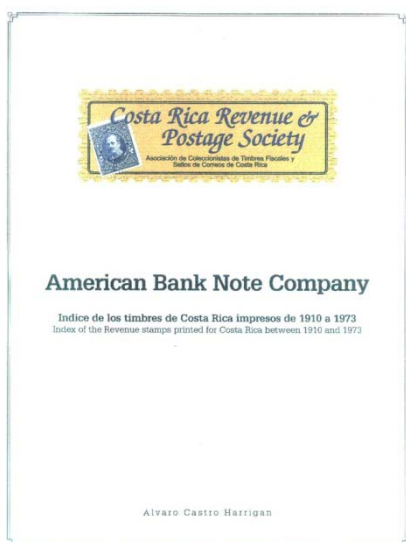 Costa Rica Revenue &
Postage Society
Asociación de Coleccionistas de Timbres Fiscales y
Sellos de Correos de Costa Rica
American Bank Note Company
Indice de los timbres de Costa Rica impresos de 1910 a 1973
Index of the Revenue stamps printed for Costa Rica between 1910 and 1973
Alvaro Castro Harrigan